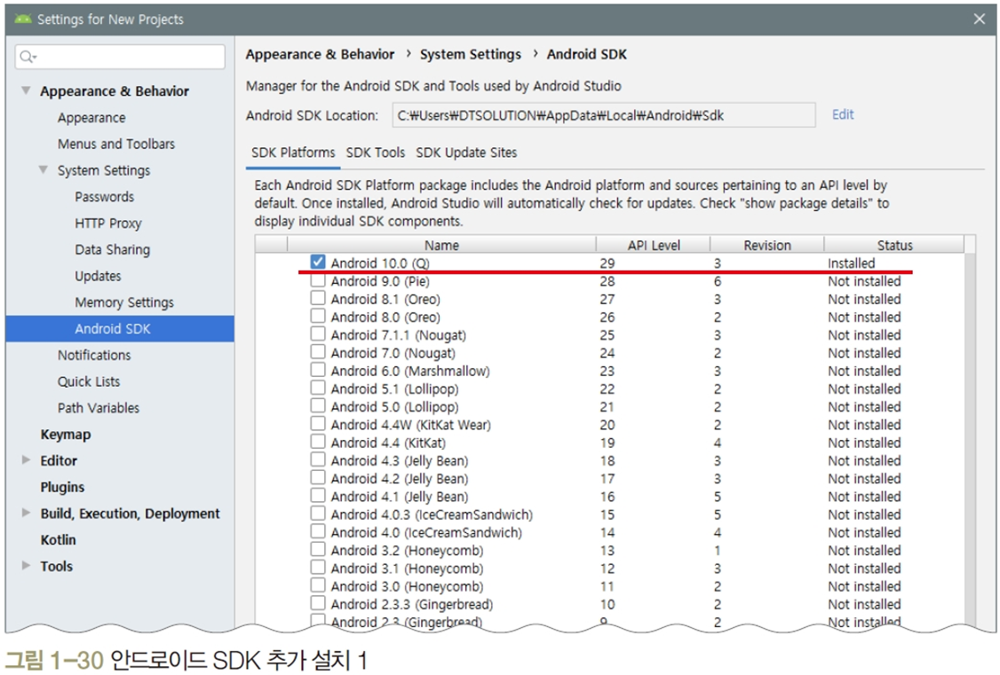 Settings for New Projects
Appearance & Behavior
Appearance
Menus and Toolbars
System Settings
Passwords
HTTP Proxy
Data Sharing
Updates
Memory Settings
Android SDK
Notifications
Quick Lists
Path Variables
Keymap
Editor
Plugins
Build, Execution, Deployment
Kotlin
Tools
Appearance & Behavior › System Settings › Android SDK
Manager for the Android SDK and Tools used by Android Studio
Android SDK Location: C:₩Users₩DTSOLUTION₩AppData₩Local₩Android₩Sdk Edit
SDK Platforms SDK Tools SDK Update Sites
Each Android SDK Platform package includes the Android platform and sources pertaining to an API level by
default. Once installed, Android Studio will automatically check for updates. Check "show package details" to
display individual SDK components.
Name API Level Revision Status
Android 10.0 (Q) 29 3 Installed
Android 9.0 (Pie) 28 6 Not installed
Android 8.1 (Oreo) 27 3 Not installed
Android 8.0 (Oreo) 26 2 Not installed
Android 7.1.1 (Nougat) 25 3 Not installed
Android 7.0 (Nougat) 24 2 Not installed
Android 6.0 (Marshmallow) 23 3 Not installed
Android 5.1 (Lollipop) 22 2 Not installed
Android 5.0 (Lollipop) 21 2 Not installed
Android 4.4W (KitKat Wear) 20 2 Not installed
Android 4.4 (KitKat) 19 4 Not installed
Android 4.3 (Jelly Bean) 18 3 Not installed
Android 4.2 (Jelly Bean) 17 3 Not installed
Android 4.1 (Jelly Bean) 16 5 Not installed
Android 4.0.3 (IceCreamSandwich) 15 5 Not installed
Android 4.0 (IceCreamSandwich) 14 4 Not installed
Android 3.2 (Honeycomb) 13 1 Not installed
Android 3.1 (Honeycomb) 12 3 Not installed
Android 3.0 (Honeycomb) 11 2 Not installed
Android 2.3.3 (Gingerbread) 10 2 Not installed
Android 2.3 (Gingerbread) 9 2 Not installed
그림 1-30 안드로이드 SDK 추가 설치 1